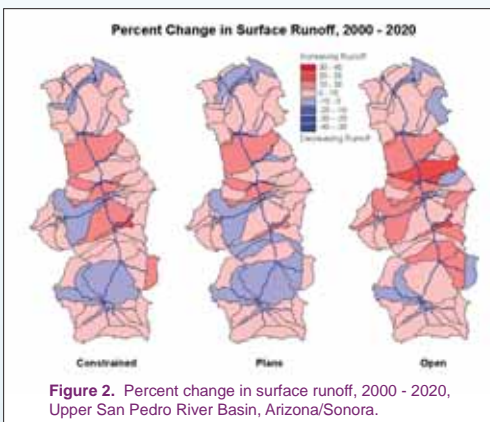 Percent Change in Surface Runoff, 2000 - 2020
Increasing Runoff
Decreasing Runoff
Constrained
Plans
Open
Figure 2. Percent change in surface runoff, 2000 - 2020,
Upper San Pedro River Basin, Arizona/Sonora.